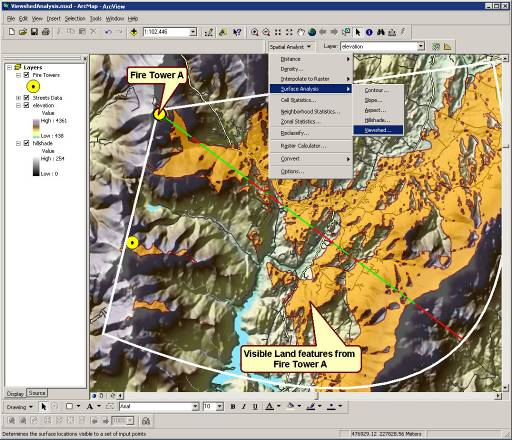 ViewshedAnalysis.mxd - ArcMap - ArcView
File Edit View Insert Selection Tools Window Help
1:102,446
Spatial Analyst
Layer: elevation
Layers
Fire Towers
Streets Data
elevation
Value
High : 4361
Low : 438
hillshade
Value
High : 254
Low : 0
Distance
Density...
Interpolate to Raster
Surface Analysis
Cell Statistics...
Neighborhood Statistics...
Zonal Statistics...
Reclassify...
Raster Calculator...
Convert
Options...
Contour...
Slope...
Aspect...
Hillshade...
Viewshed...
Fire Tower A
Visible Land features from
Fire Tower A
Display Source
Drawing
Arial
10
B I U
A
100%
Determines the surface locations visible to a set of input points
476929.12 227828.56 Meters